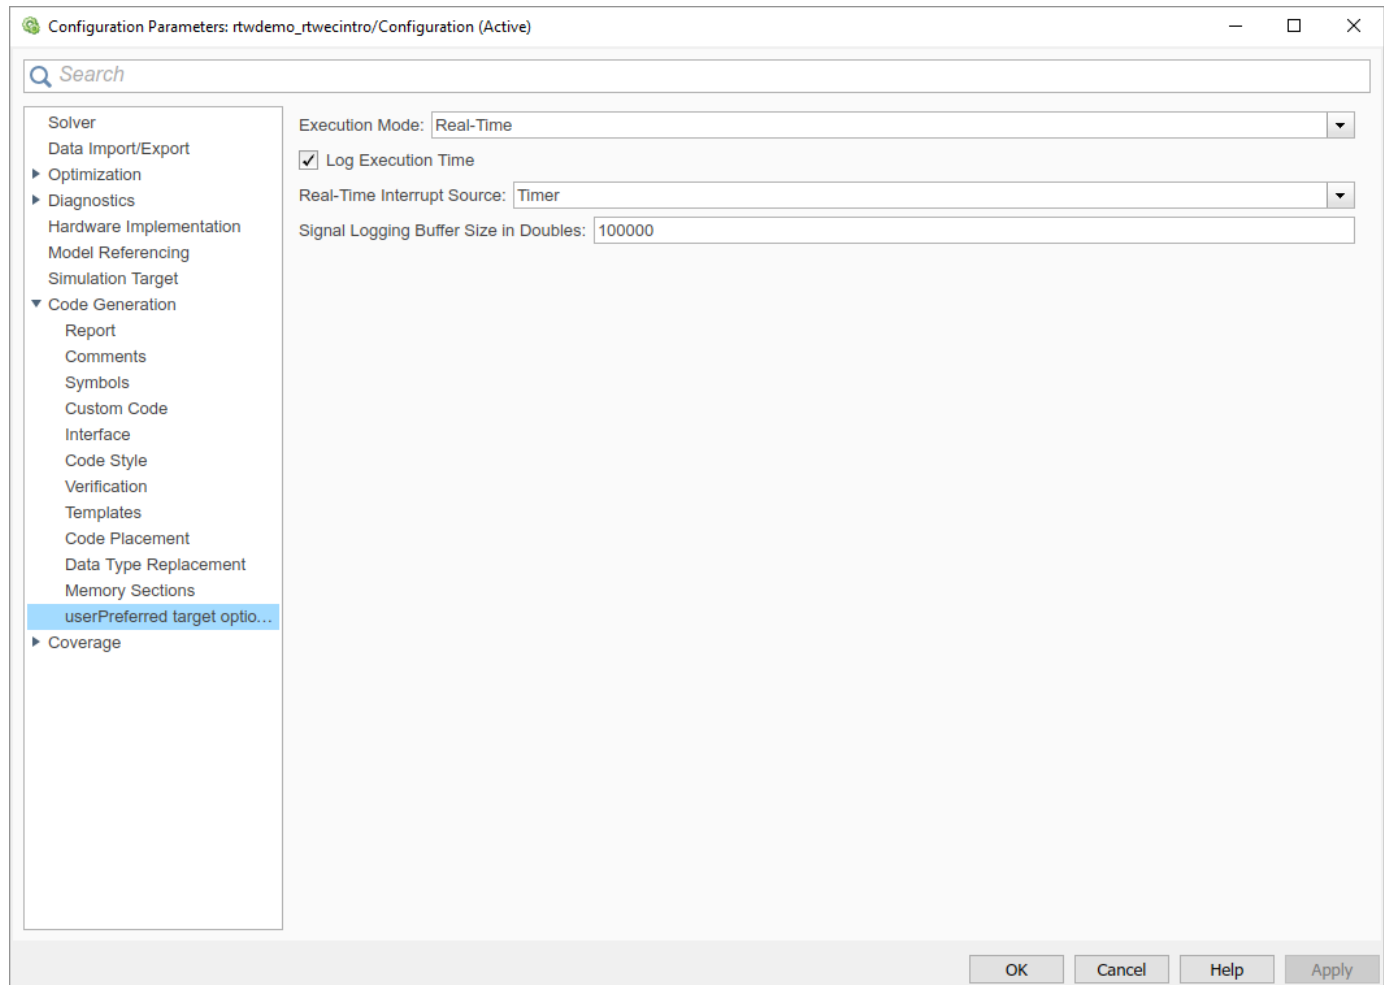 Configuration Parameters: rtwdemo_rtwecintro/Configuration (Active)
Search
Solver
Data Import/Export
Optimization
Diagnostics
Hardware Implementation
Model Referencing
Simulation Target
Code Generation
Report
Comments
Symbols
Custom Code
Interface
Code Style
Verification
Templates
Code Placement
Data Type Replacement
Memory Sections
userPreferred target optio...
Coverage
Execution Mode: Real-Time
Log Execution Time
Real-Time Interrupt Source: Timer
Signal Logging Buffer Size in Doubles: 100000
OK Cancel Help Apply